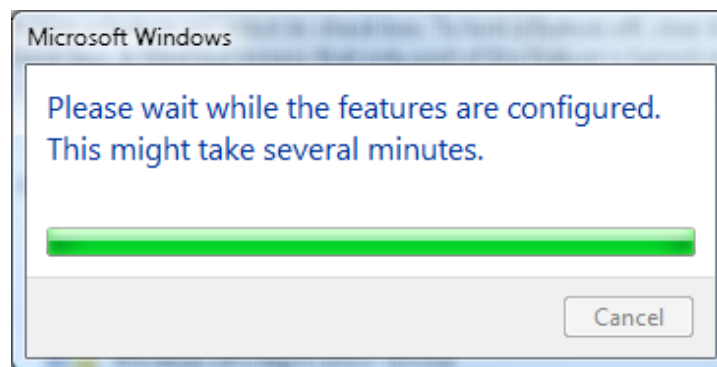 Microsoft Windows
Please wait while the features are configured.
This might take several minutes.
Cancel